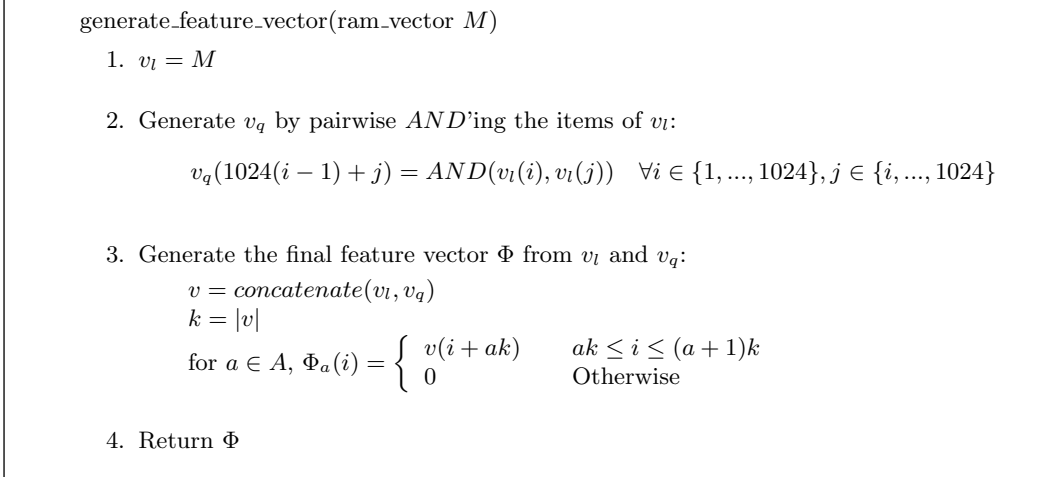 generate_feature_vector(ram_vector M)
1. v_l = M
2. Generate v_q by pairwise AND'ing the items of v_l:
v_q(1024(i − 1) + j) = AND(v_l(i), v_l(j)) ∀i ∈ {1, ..., 1024}, j ∈ {i, ..., 1024}
3. Generate the final feature vector Φ from v_l and v_q:
v = concatenate(v_l, v_q)
k = |v|
for a ∈ A, Φ_a(i) = { v(i + ak) ak ≤ i ≤ (a + 1)k
0 Otherwise
4. Return Φ